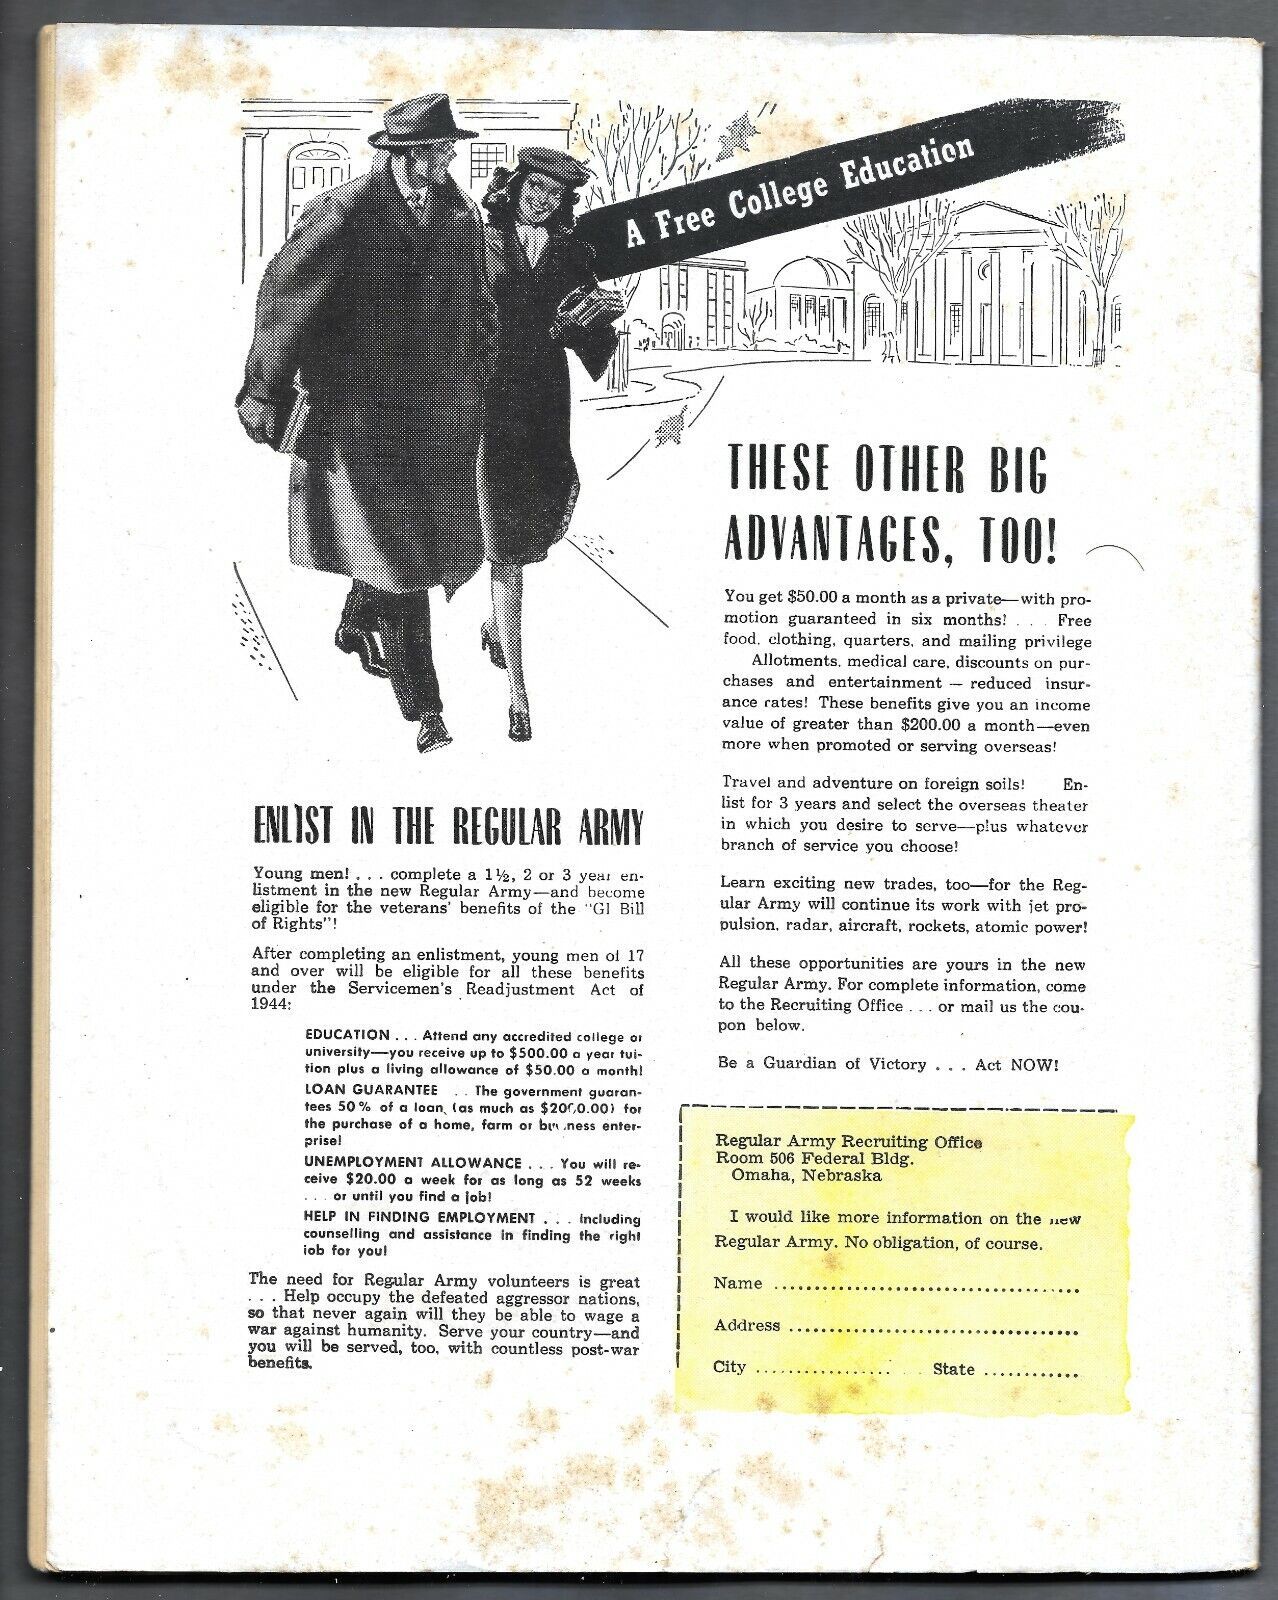 A Free College Education
ENLIST IN THE REGULAR ARMY
Young men! . . . complete a 1½, 2 or 3 year en-
listment in the new Regular Army—and become
eligible for the veterans' benefits of the "GI Bill
of Rights"!
After completing an enlistment, young men of 17
and over will be eligible for all these benefits
under the Servicemen's Readjustment Act of
1944:
EDUCATION . . . Attend any accredited college or
university—you receive up to $500.00 a year tui-
tion plus a living allowance of $50.00 a month!
LOAN GUARANTEE . . The government guaran-
tees 50% of a loan, (as much as $2000.00) for
the purchase of a home, farm or business enter-
prise!
UNEMPLOYMENT ALLOWANCE . . . You will re-
ceive $20.00 a week for as long as 52 weeks
. . . or until you find a job!
HELP IN FINDING EMPLOYMENT . . . Including
counselling and assistance in finding the right
job for you!
The need for Regular Army volunteers is great
. . . Help occupy the defeated aggressor nations,
so that never again will they be able to wage a
war against humanity. Serve your country—and
you will be served, too, with countless post-war
benefits.
THESE OTHER BIG
ADVANTAGES, TOO!
You get $50.00 a month as a private—with pro-
motion guaranteed in six months! . . . Free
food, clothing, quarters, and mailing privilege
Allotments, medical care, discounts on pur-
chases and entertainment — reduced insur-
ance rates! These benefits give you an income
value of greater than $200.00 a month—even
more when promoted or serving overseas!
Travel and adventure on foreign soils! En-
list for 3 years and select the overseas theater
in which you desire to serve—plus whatever
branch of service you choose!
Learn exciting new trades, too—for the Reg-
ular Army will continue its work with jet pro-
pulsion, radar, aircraft, rockets, atomic power!
All these opportunities are yours in the new
Regular Army. For complete information, come
to the Recruiting Office . . . or mail us the cou-
pon below.
Be a Guardian of Victory . . . Act NOW!
Regular Army Recruiting Office
Room 506 Federal Bldg.
Omaha, Nebraska
I would like more information on the new
Regular Army. No obligation, of course.
Name ........................................
Address .....................................
City ................. State ............